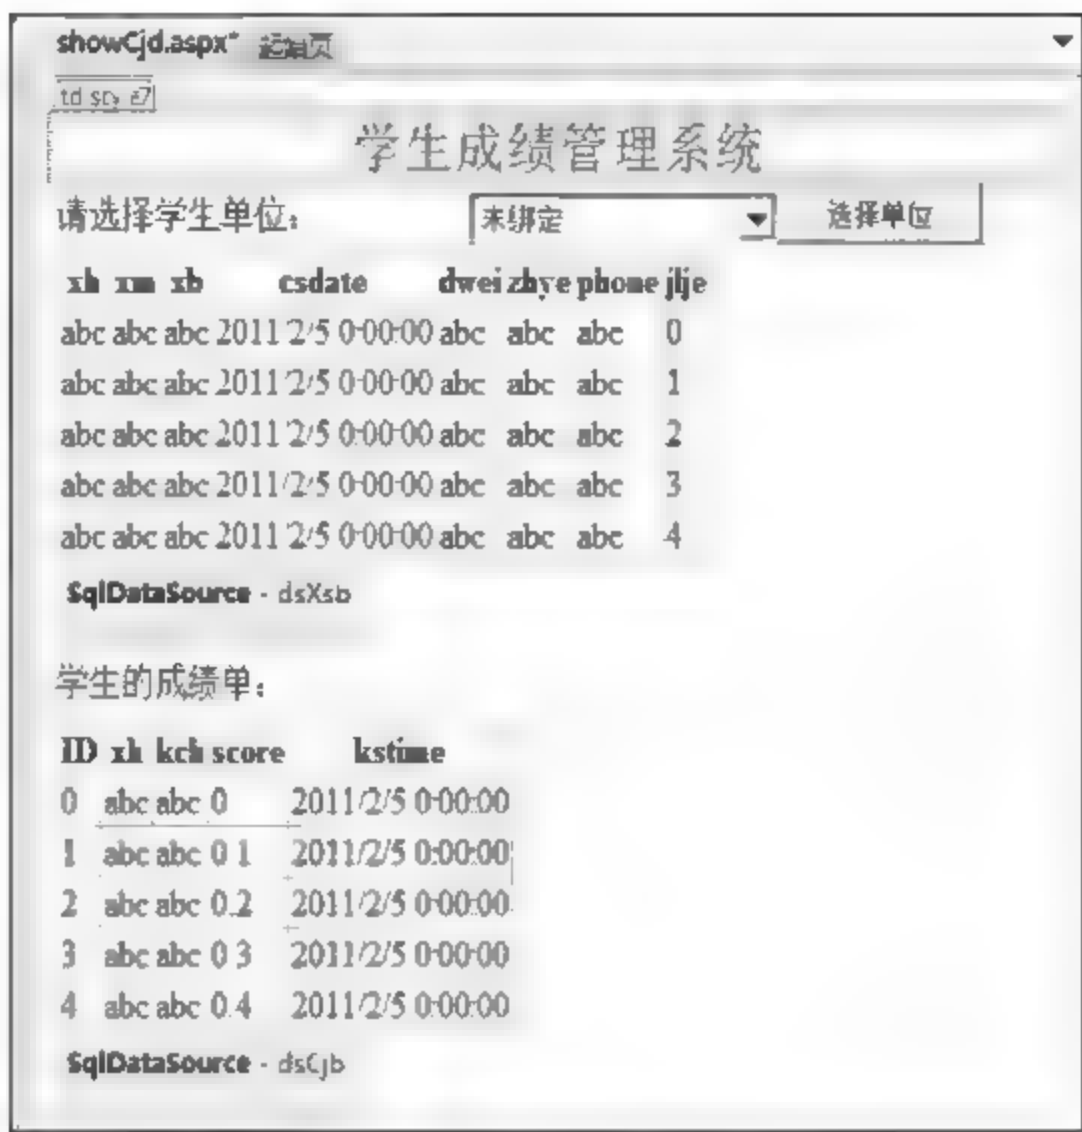 showCjd.aspx* 起始页
td
学生成绩管理系统
请选择学生单位: 未绑定 选择单位
xh xm xb csdate dwei zhye phone jlje
abc abc abc 2011/2/5 0:00:00 abc abc abc 0
abc abc abc 2011/2/5 0:00:00 abc abc abc 1
abc abc abc 2011/2/5 0:00:00 abc abc abc 2
abc abc abc 2011/2/5 0:00:00 abc abc abc 3
abc abc abc 2011/2/5 0:00:00 abc abc abc 4
SqlDataSource - dsXsb
学生的成绩单:
ID xh kch score kstime
0 abc abc 0 2011/2/5 0:00:00
1 abc abc 0.1 2011/2/5 0:00:00
2 abc abc 0.2 2011/2/5 0:00:00
3 abc abc 0.3 2011/2/5 0:00:00
4 abc abc 0.4 2011/2/5 0:00:00
SqlDataSource - dsCjb